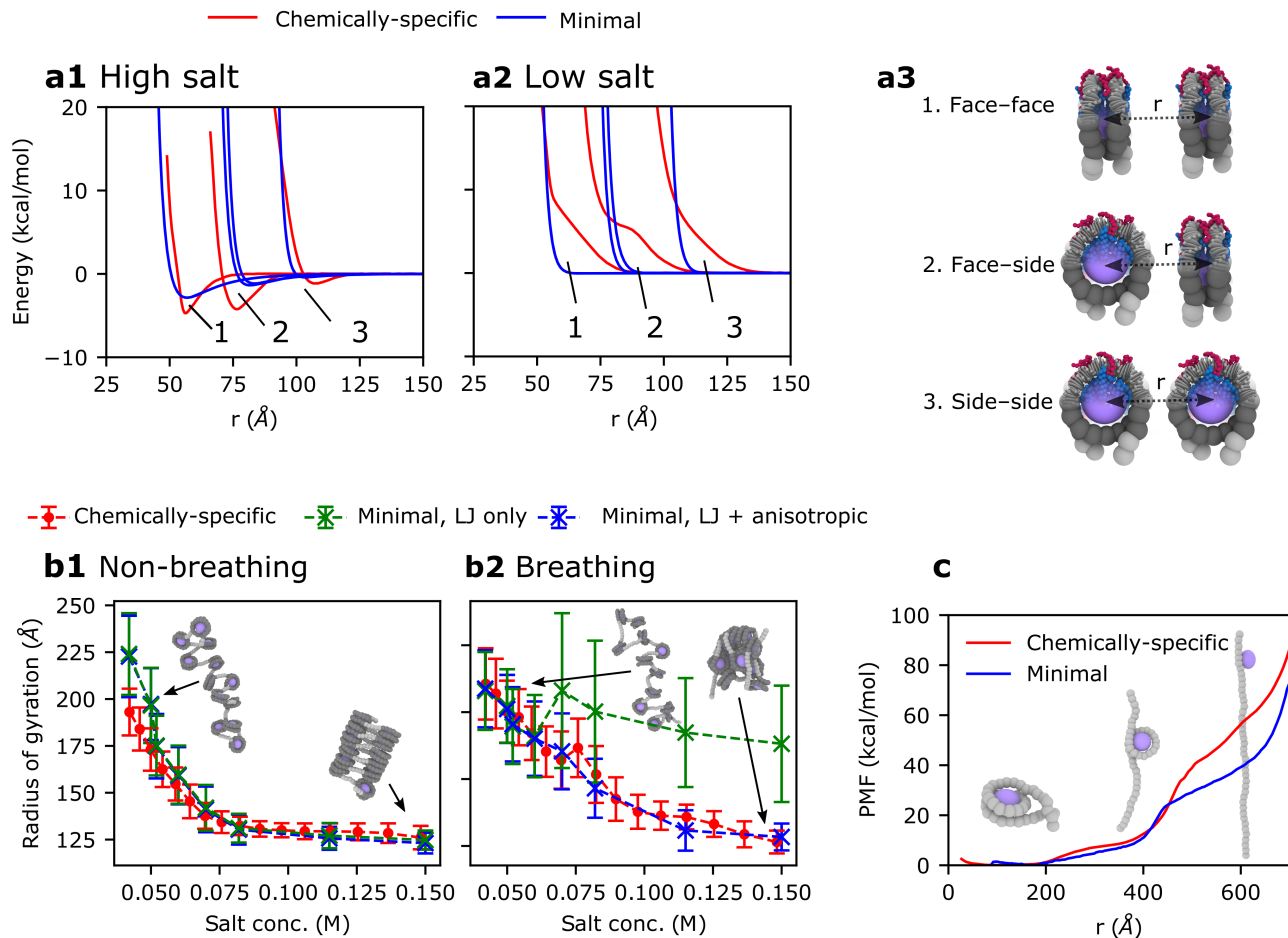 Chemically-specific Minimal
a1 High salt
a2 Low salt
a3
20
10
0
−10
Energy (kcal/mol)
1 2 3
25 50 75 100 125 150
r (Å)
1 2 3
25 50 75 100 125 150
r (Å)
1. Face–face
r
2. Face–side
r
3. Side–side
r
Chemically-specific Minimal, LJ only Minimal, LJ + anisotropic
b1 Non-breathing
b2 Breathing
c
250
225
200
175
150
125
Radius of gyration (Å)
0.050 0.075 0.100 0.125 0.150
Salt conc. (M)
0.050 0.075 0.100 0.125 0.150
Salt conc. (M)
100
80
60
40
20
0
PMF (kcal/mol)
Chemically-specific
Minimal
0 200 400 600
r (Å)